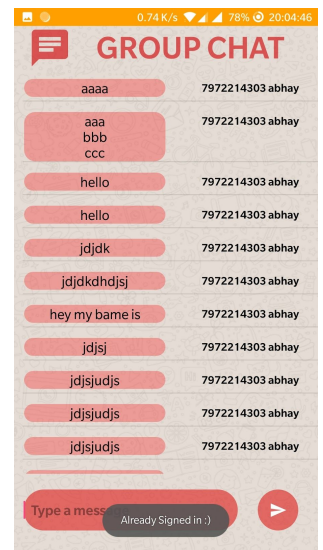 0.74 K/s 78% 20:04:46
GROUP CHAT
aaaa 7972214303 abhay
aaa 7972214303 abhay
bbb
ccc
hello 7972214303 abhay
hello 7972214303 abhay
jdjdk 7972214303 abhay
jdjdkdhdjsj 7972214303 abhay
hey my bame is 7972214303 abhay
jdjsj 7972214303 abhay
jdjsjudjs 7972214303 abhay
jdjsjudjs 7972214303 abhay
jdjsjudjs 7972214303 abhay
Type a mess
Already Signed in :)